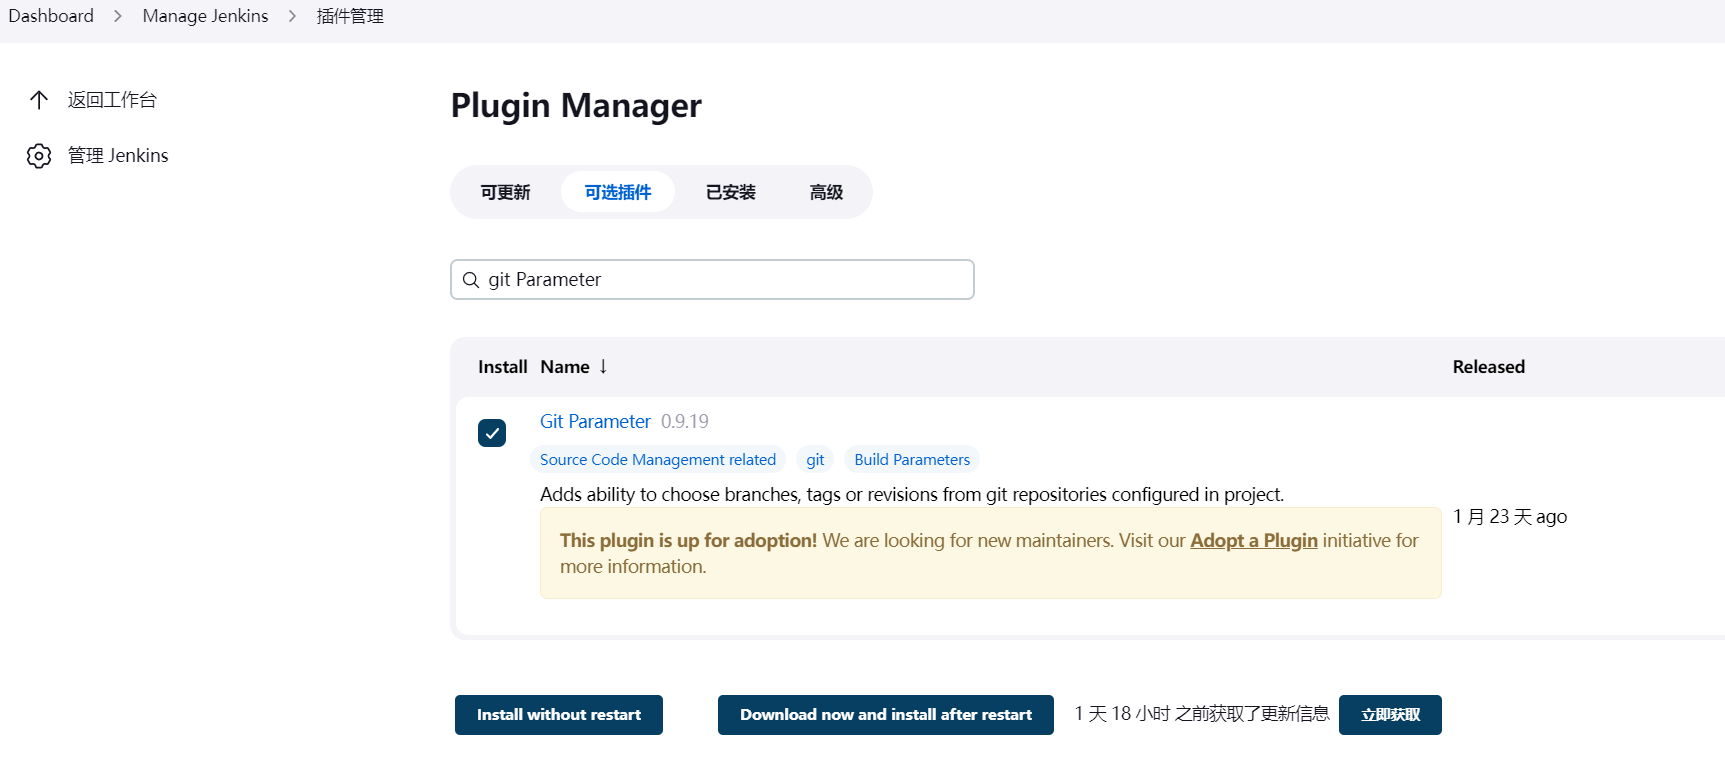 Dashboard > Manage Jenkins > 插件管理
返回工作台
管理 Jenkins
Plugin Manager
可更新 可选插件 已安装 高级
git Parameter
Install Name ↓ Released
Git Parameter 0.9.19
Source Code Management related git Build Parameters
Adds ability to choose branches, tags or revisions from git repositories configured in project.
This plugin is up for adoption! We are looking for new maintainers. Visit our Adopt a Plugin initiative for
more information.
1 月 23 天 ago
Install without restart Download now and install after restart 1 天 18 小时 之前获取了更新信息 立即获取